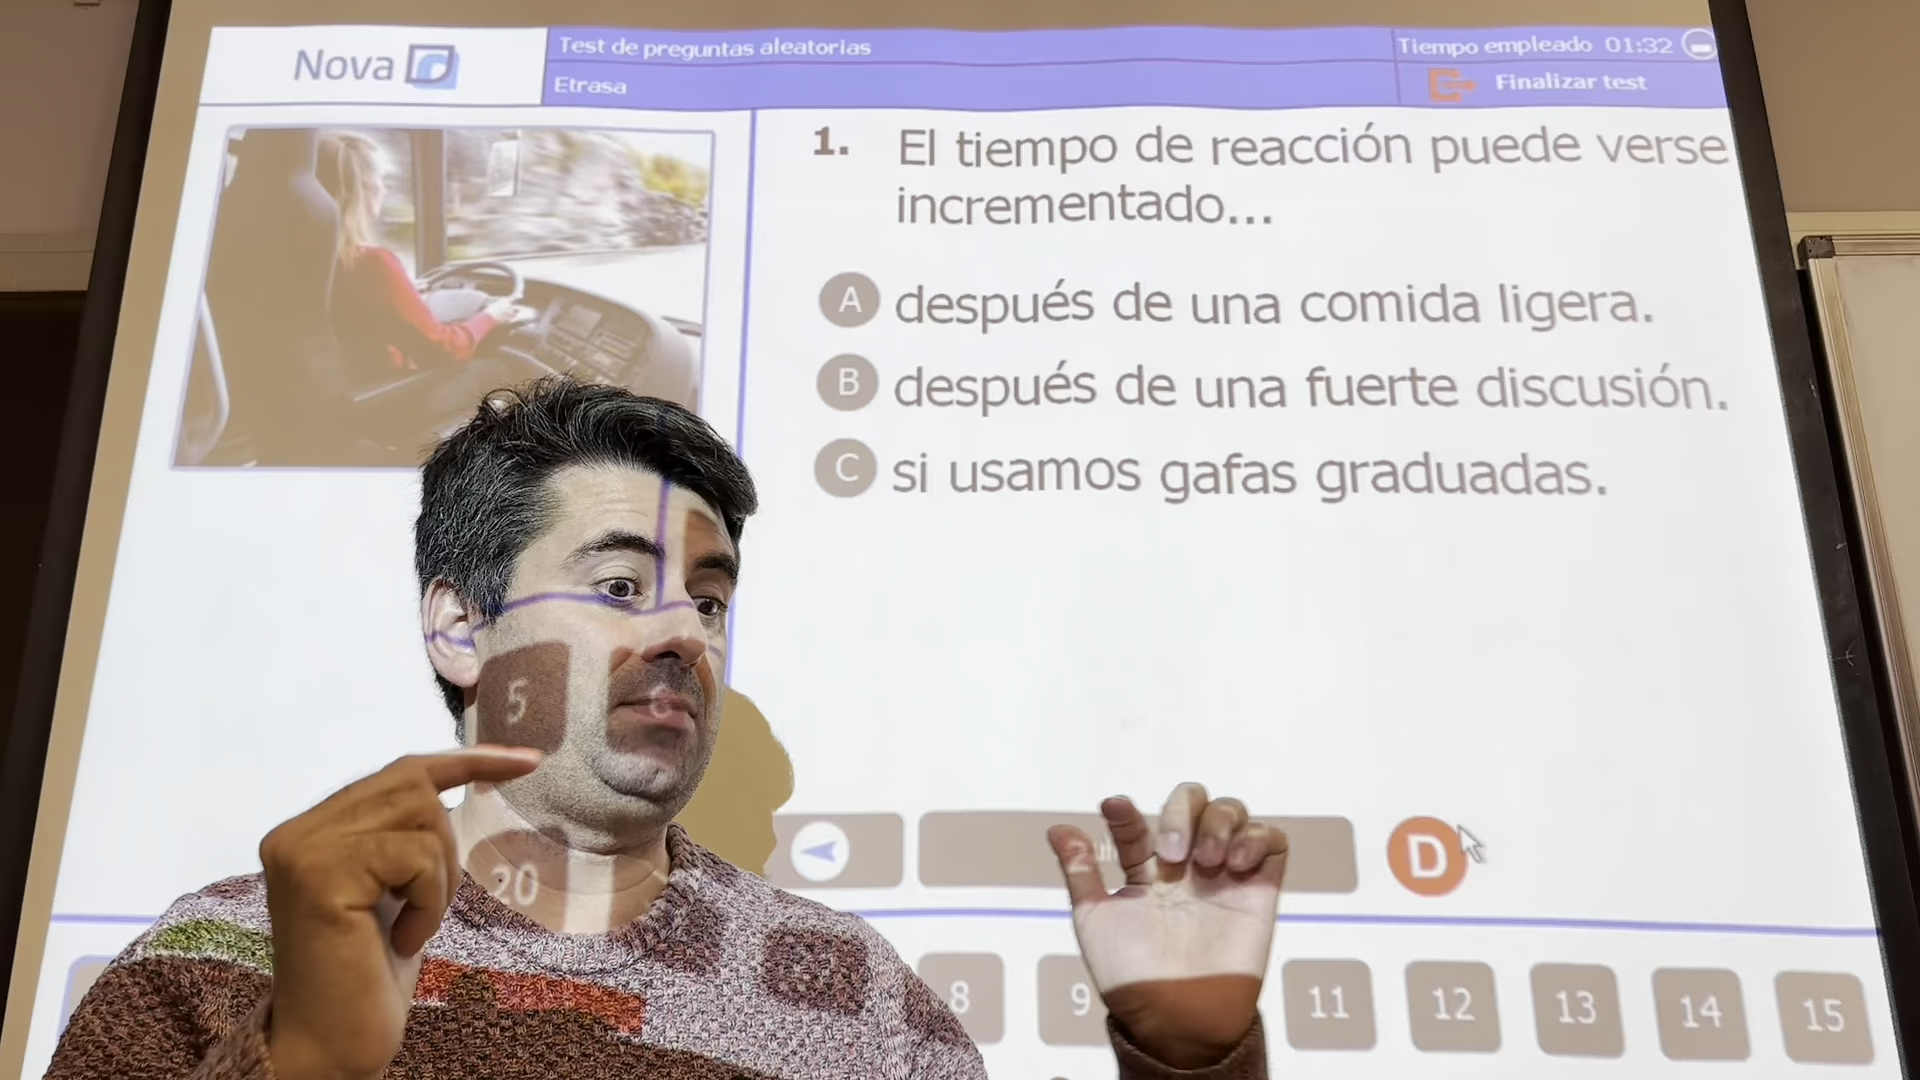 Nova
Test de preguntas aleatorias
Tiempo empleado 01:32
Etrasa
Finalizar test
1. El tiempo de reacción puede verse
incrementado...
A después de una comida ligera.
B después de una fuerte discusión.
C si usamos gafas graduadas.
5
D
20
2
8
9
11
12
13
14
15